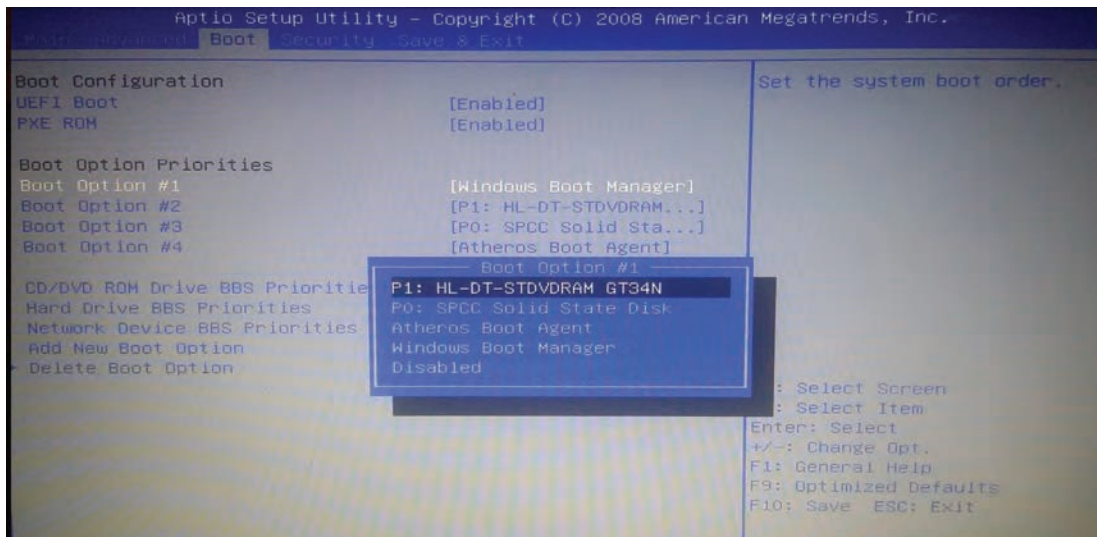 Aptio Setup Utility – Copyright (C) 2008 American Megatrends, Inc.
Main Advanced Boot Security Save & Exit
Boot Configuration
UEFI Boot [Enabled]
PXE ROM [Enabled]
Boot Option Priorities
Boot Option #1 [Windows Boot Manager]
Boot Option #2 [P1: HL-DT-STDVDRAM...]
Boot Option #3 [P0: SPCC Solid Sta...]
Boot Option #4 [Atheros Boot Agent]
CD/DVD ROM Drive BBS Prioritie
Hard Drive BBS Priorities
Network Device BBS Priorities
Add New Boot Option
Delete Boot Option
Boot Option #1
P1: HL-DT-STDVDRAM GT34N
P0: SPCC Solid State Disk
Atheros Boot Agent
Windows Boot Manager
Disabled
Set the system boot order.
: Select Screen
: Select Item
Enter: Select
+/-: Change Opt.
F1: General Help
F9: Optimized Defaults
F10: Save ESC: Exit